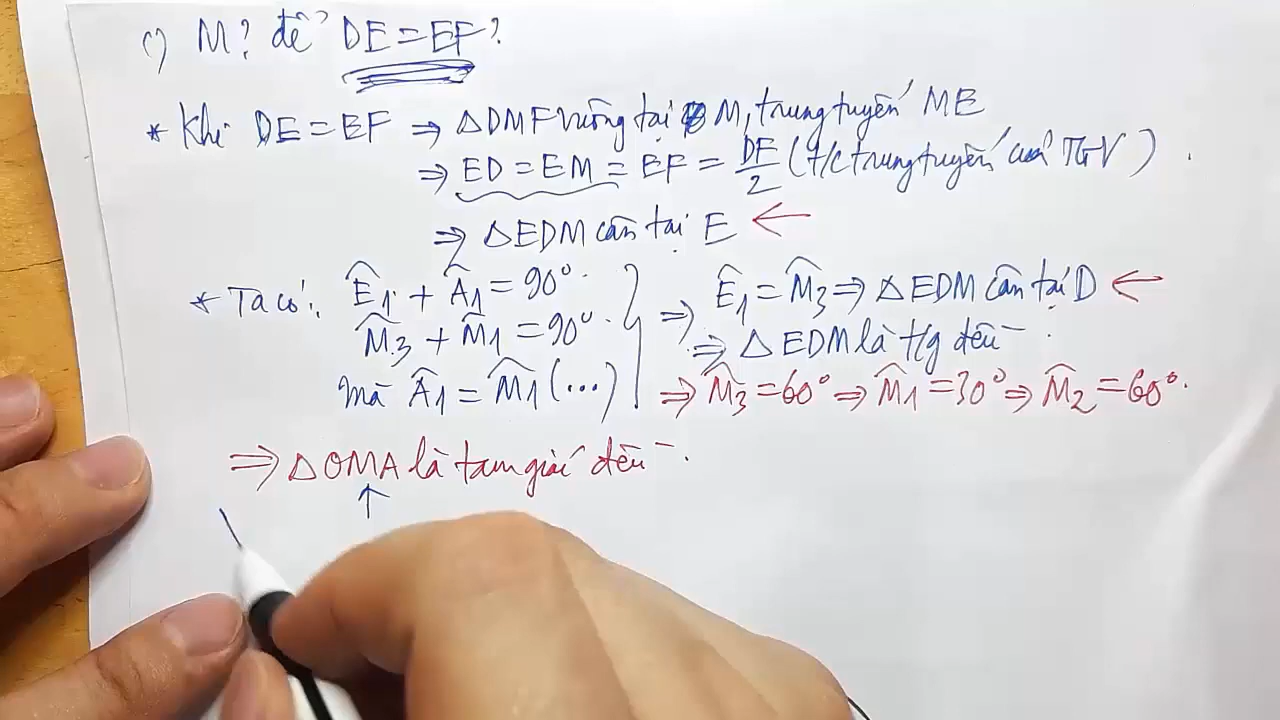 c) M? để DE = EF?
* Khi DE = EF ⇒ ΔDMF vuông tại M, trung tuyến ME
⇒ ED = EM = EF = DF/2 (t/c trung tuyến của TGV)
⇒ ΔEDM cân tại E ←
* Ta có: Ê1 + Â1 = 90°.
M̂3 + M̂1 = 90°.
mà Â1 = M̂1 (...)
⇒ Ê1 = M̂3 ⇒ ΔEDM cân tại D ←
⇒ ΔEDM là t/g đều.
⇒ M̂3 = 60° ⇒ M̂1 = 30° ⇒ M̂2 = 60°.
⇒ ΔOMA là tam giác đều.
↑